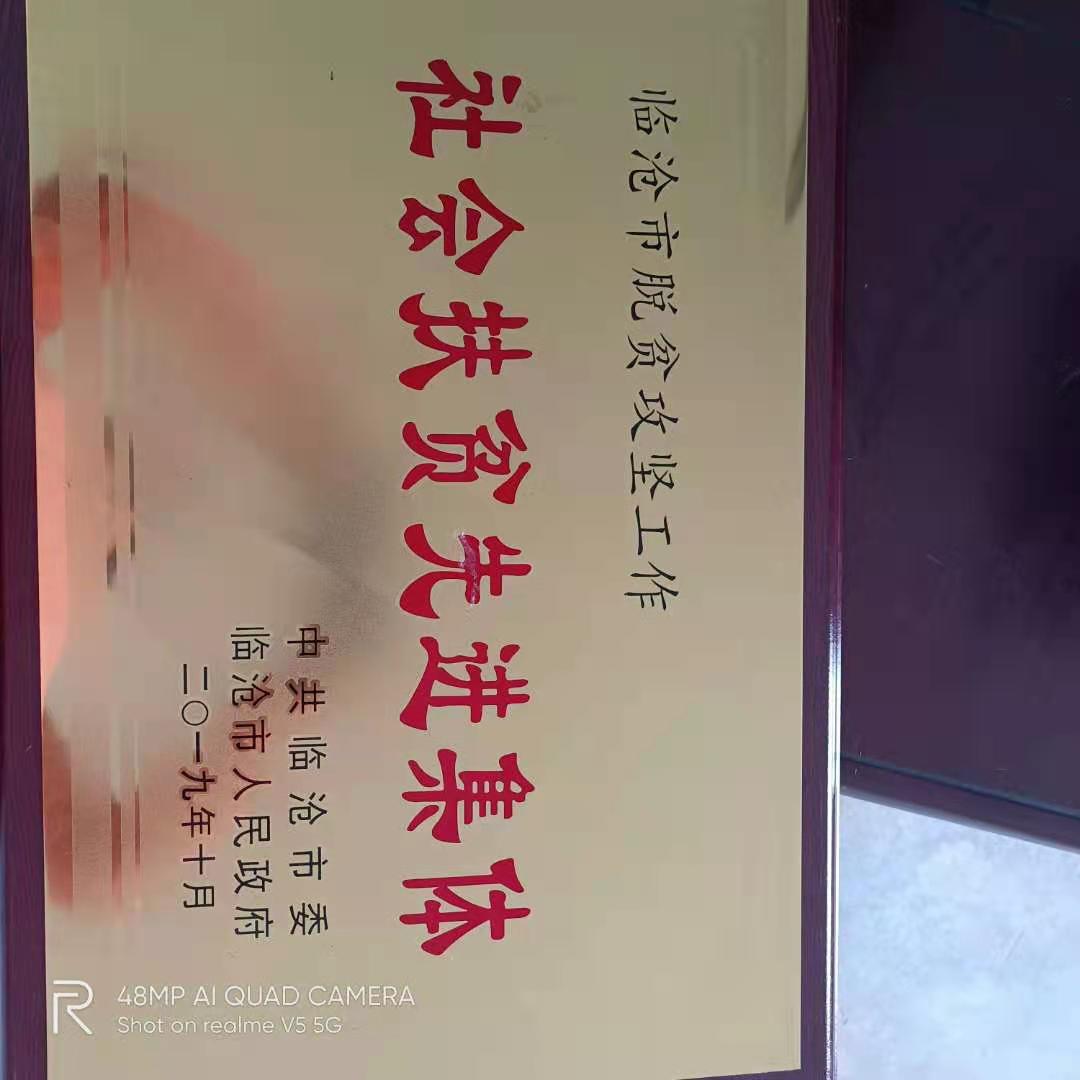 临沧市脱贫攻坚工作
社会扶贫先进集体
中共临沧市委
临沧市人民政府
二〇一九年十月
48MP AI QUAD CAMERA
Shot on realme V5 5G